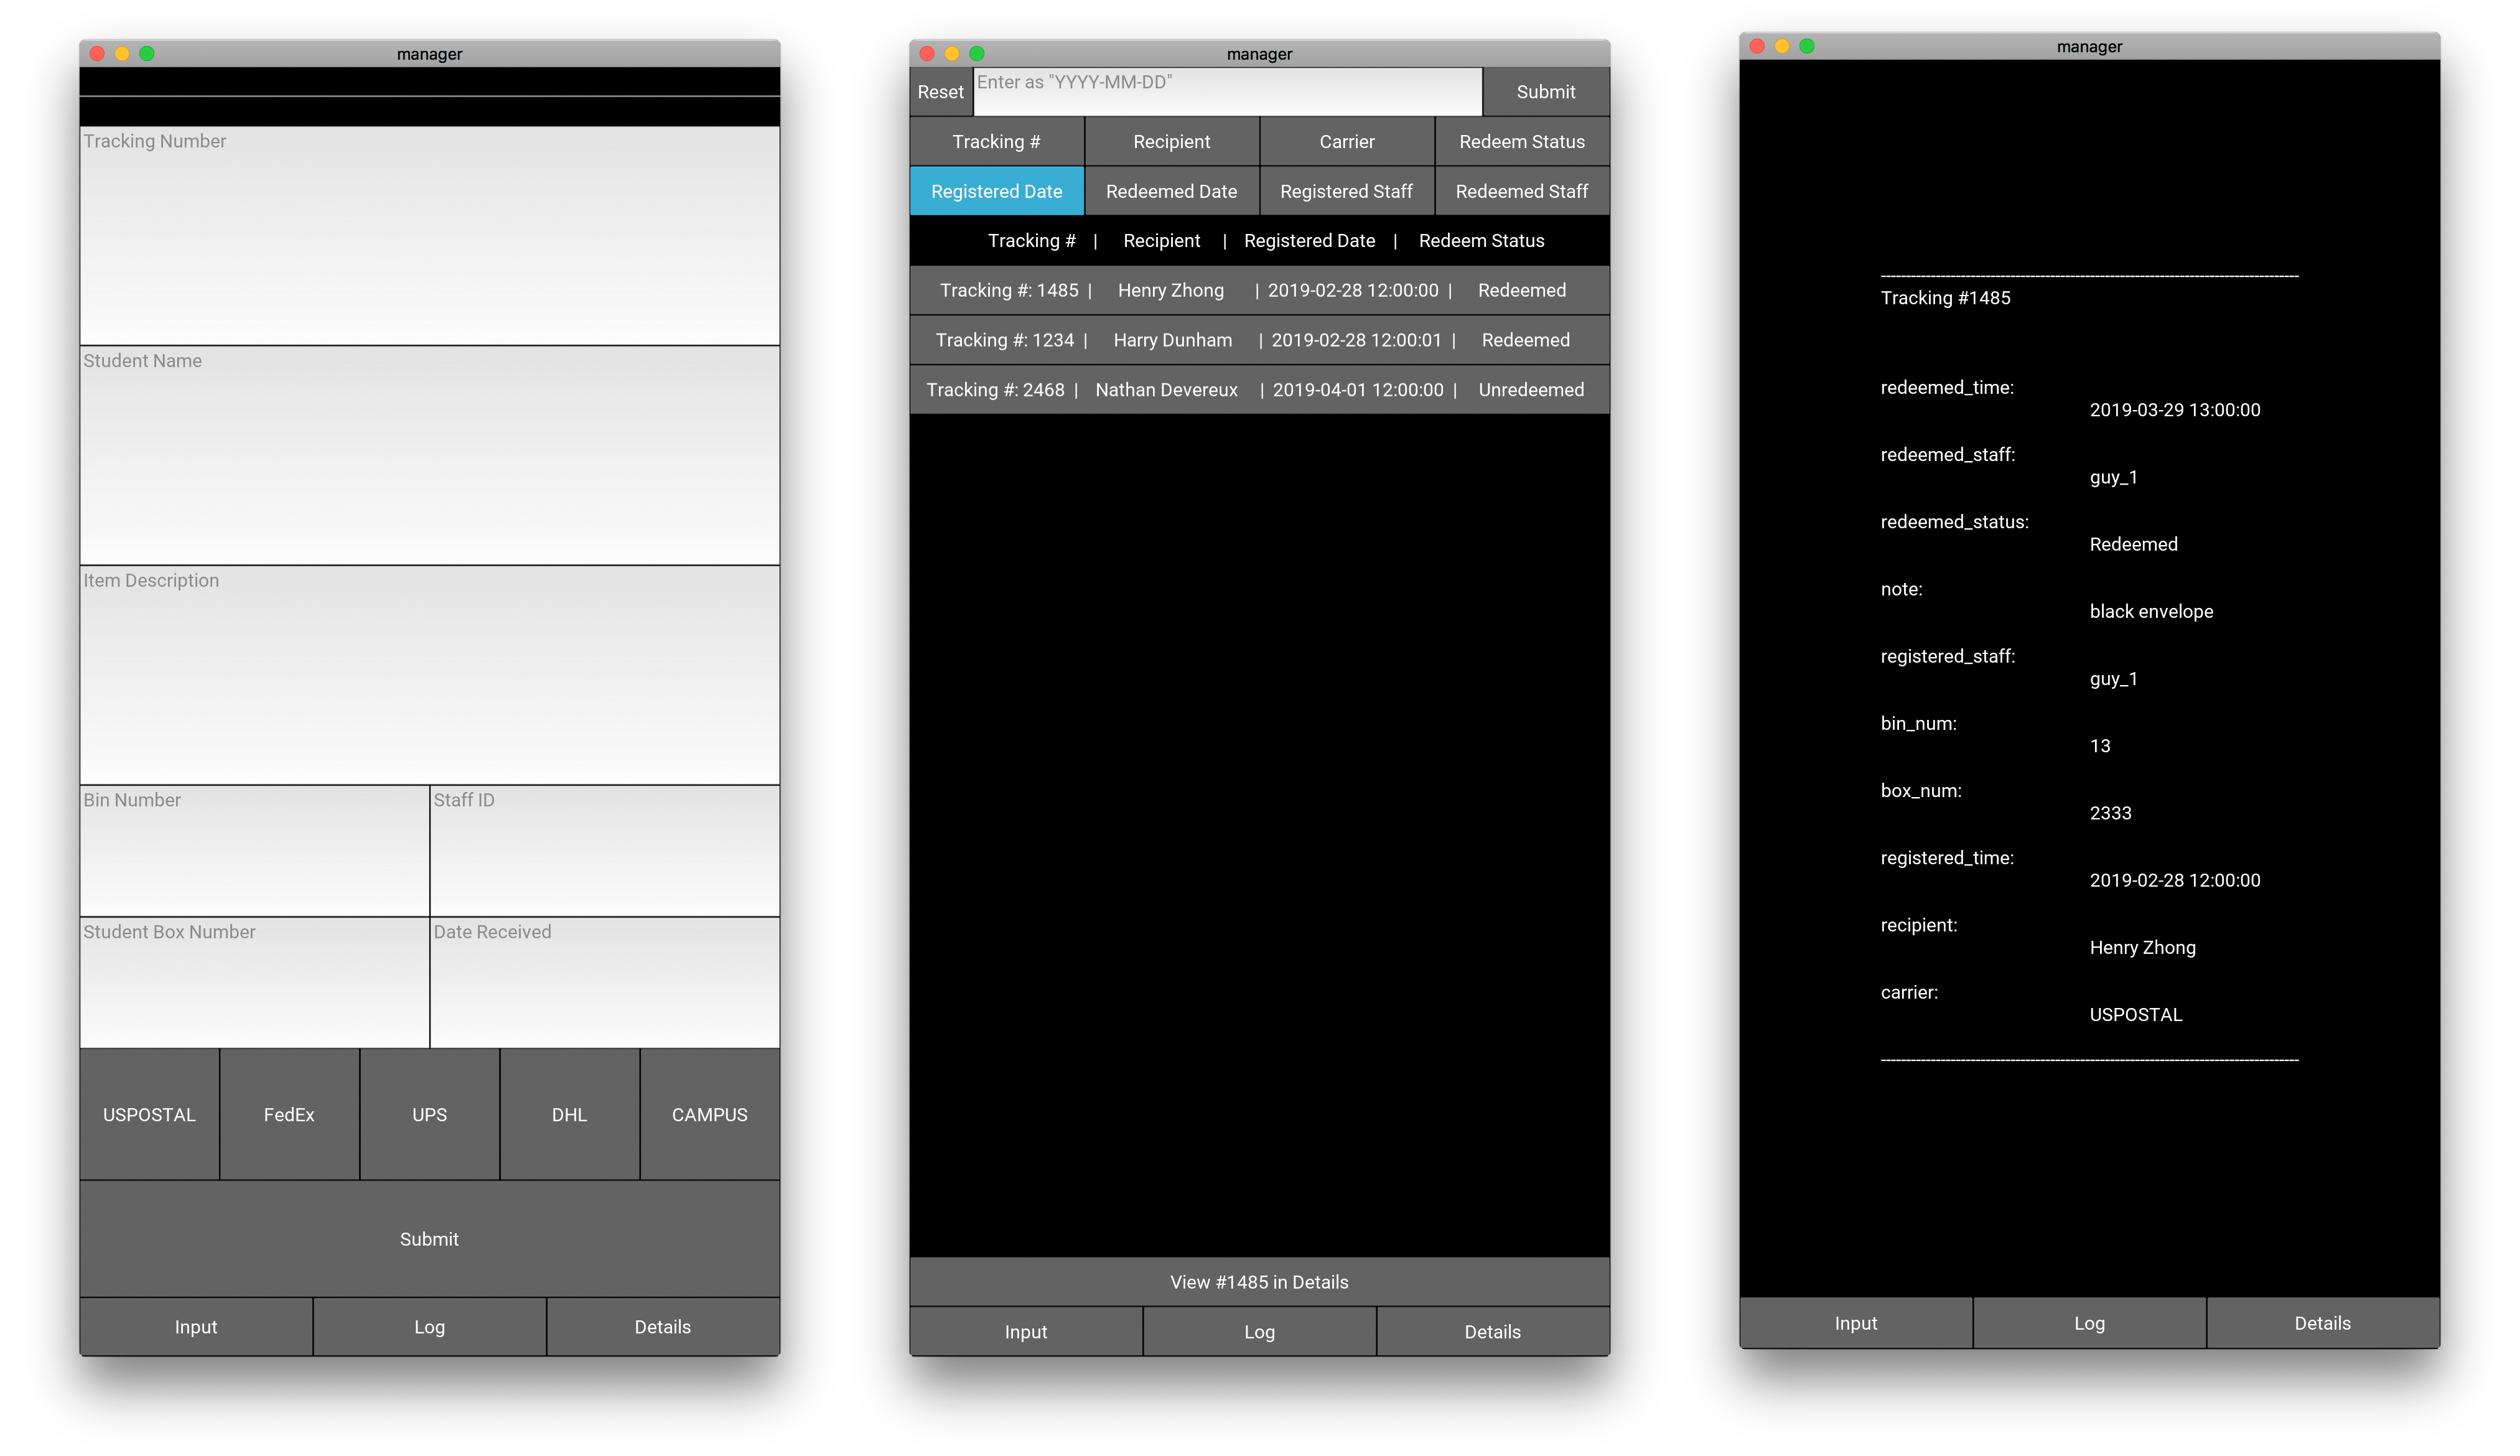 manager
Tracking Number
Student Name
Item Description
Bin Number Staff ID
Student Box Number Date Received
USPOSTAL FedEx UPS DHL CAMPUS
Submit
Input Log Details
manager
Reset Enter as "YYYY-MM-DD" Submit
Tracking # Recipient Carrier Redeem Status
Registered Date Redeemed Date Registered Staff Redeemed Staff
Tracking # | Recipient | Registered Date | Redeem Status
Tracking #: 1485 | Henry Zhong | 2019-02-28 12:00:00 | Redeemed
Tracking #: 1234 | Harry Dunham | 2019-02-28 12:00:01 | Redeemed
Tracking #: 2468 | Nathan Devereux | 2019-04-01 12:00:00 | Unredeemed
View #1485 in Details
Input Log Details
manager
Tracking #1485
redeemed_time:
2019-03-29 13:00:00
redeemed_staff:
guy_1
redeemed_status:
Redeemed
note:
black envelope
registered_staff:
guy_1
bin_num:
13
box_num:
2333
registered_time:
2019-02-28 12:00:00
recipient:
Henry Zhong
carrier:
USPOSTAL
Input Log Details